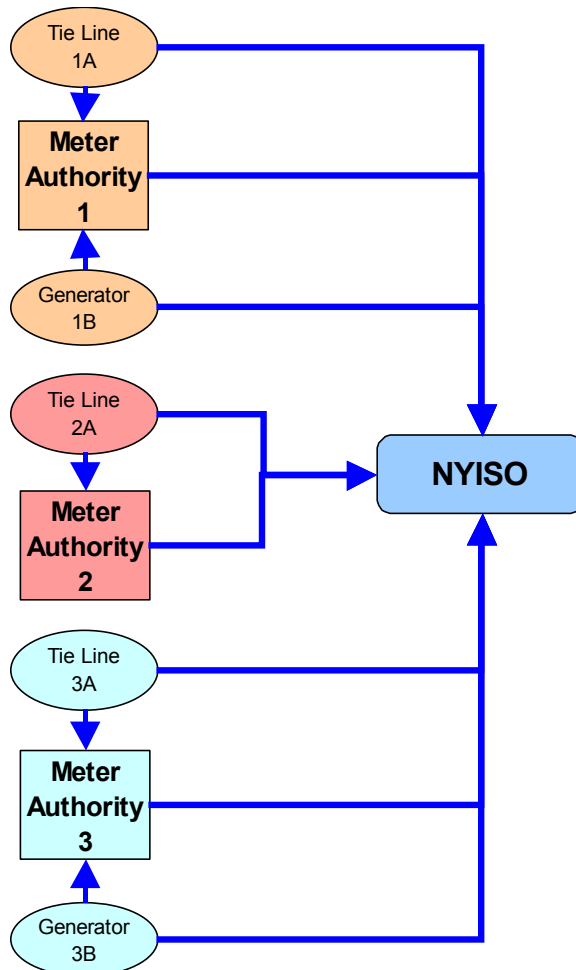 Tie Line
1A
Meter
Authority
1
Generator
1B
Tie Line
2A
NYISO
Meter
Authority
2
Tie Line
3A
Meter
Authority
3
Generator
3B